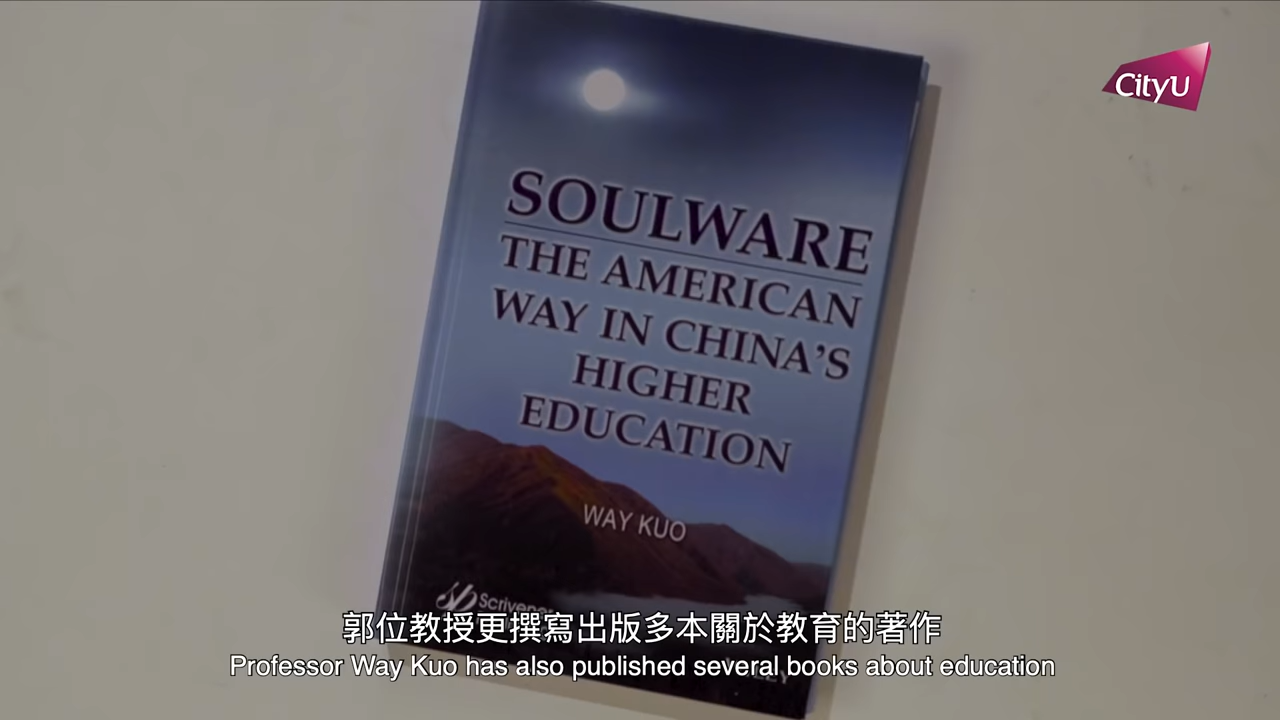 CityU
SOULWARE
THE AMERICAN
WAY IN CHINA'S
HIGHER
EDUCATION
WAY KUO
Scrivener
郭位教授更撰寫出版多本關於教育的著作
Professor Way Kuo has also published several books about education